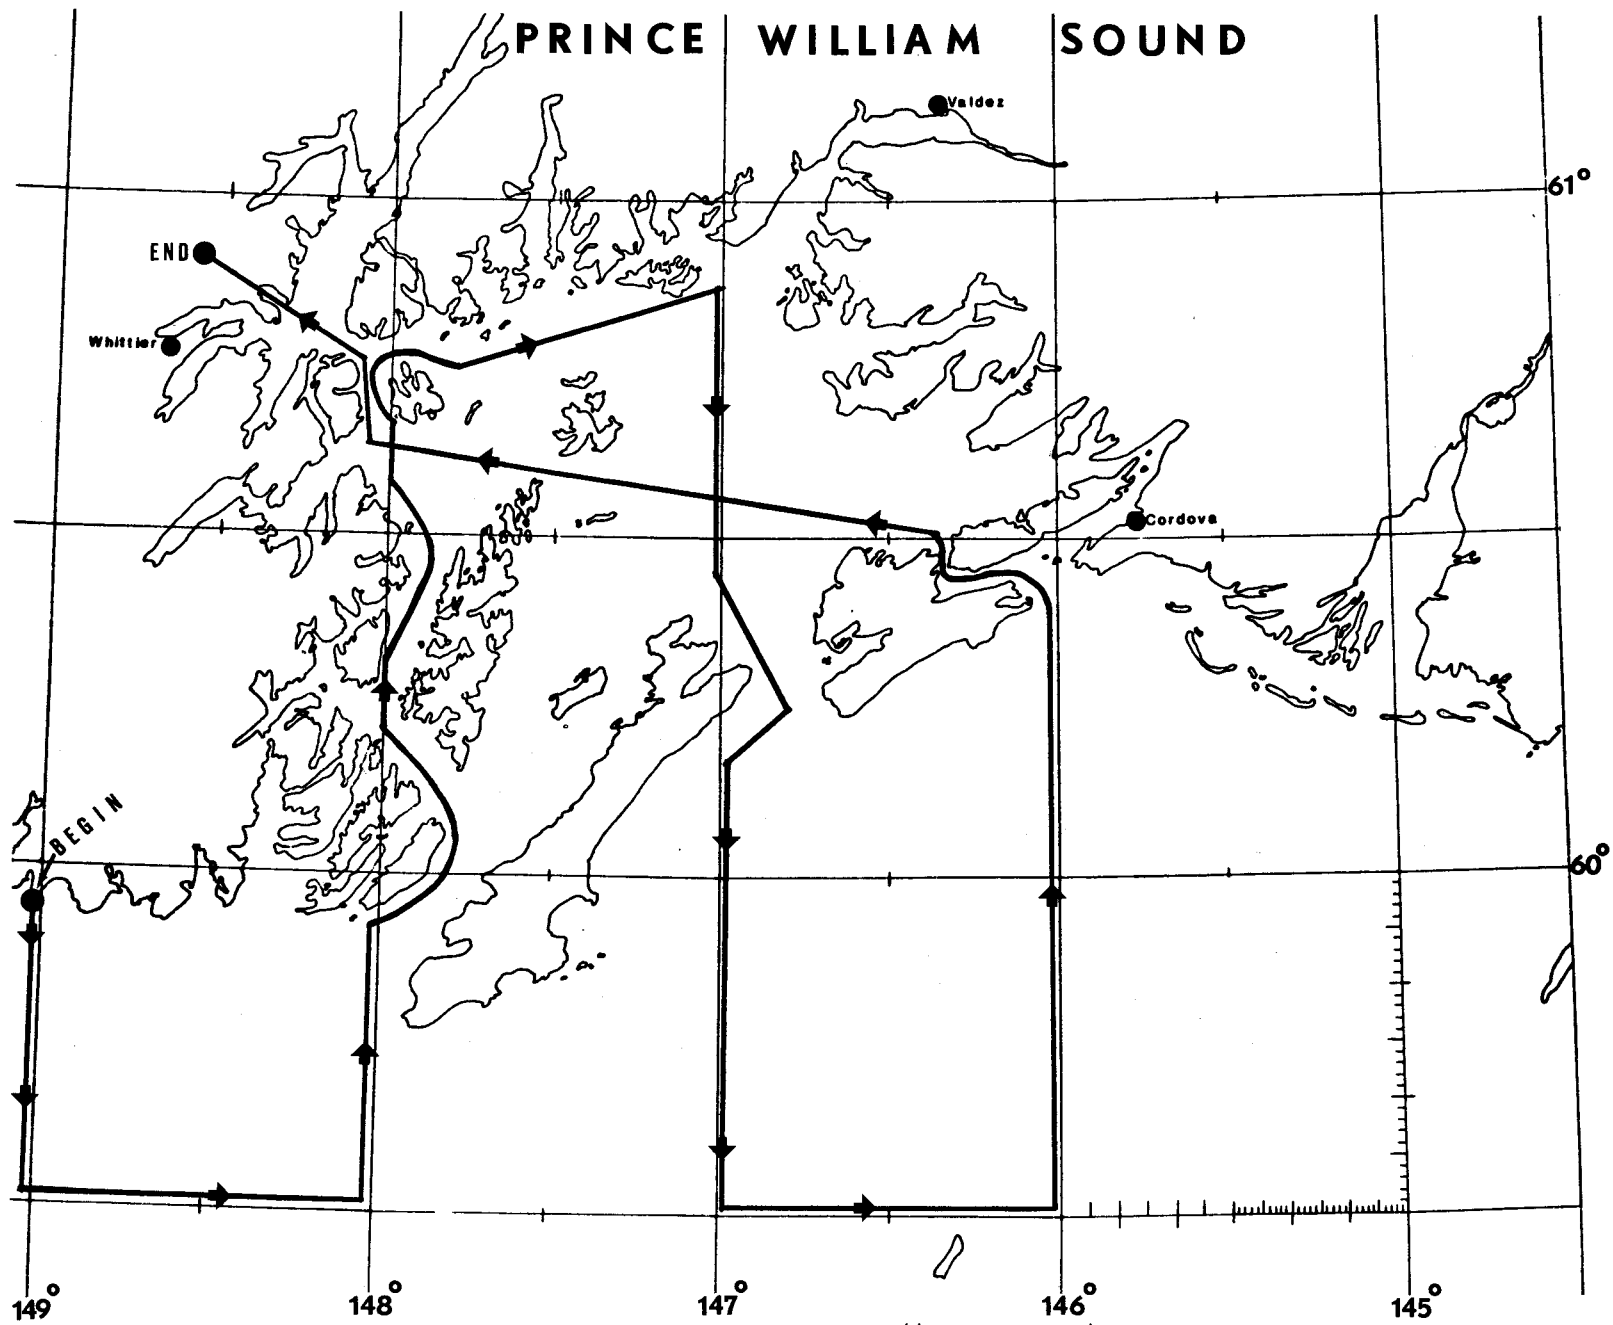 PRINCE WILLIAM SOUND
Valdez
61°
END
Whittier
Cordova
BEGIN
60°
149° 148° 147° 146° 145°